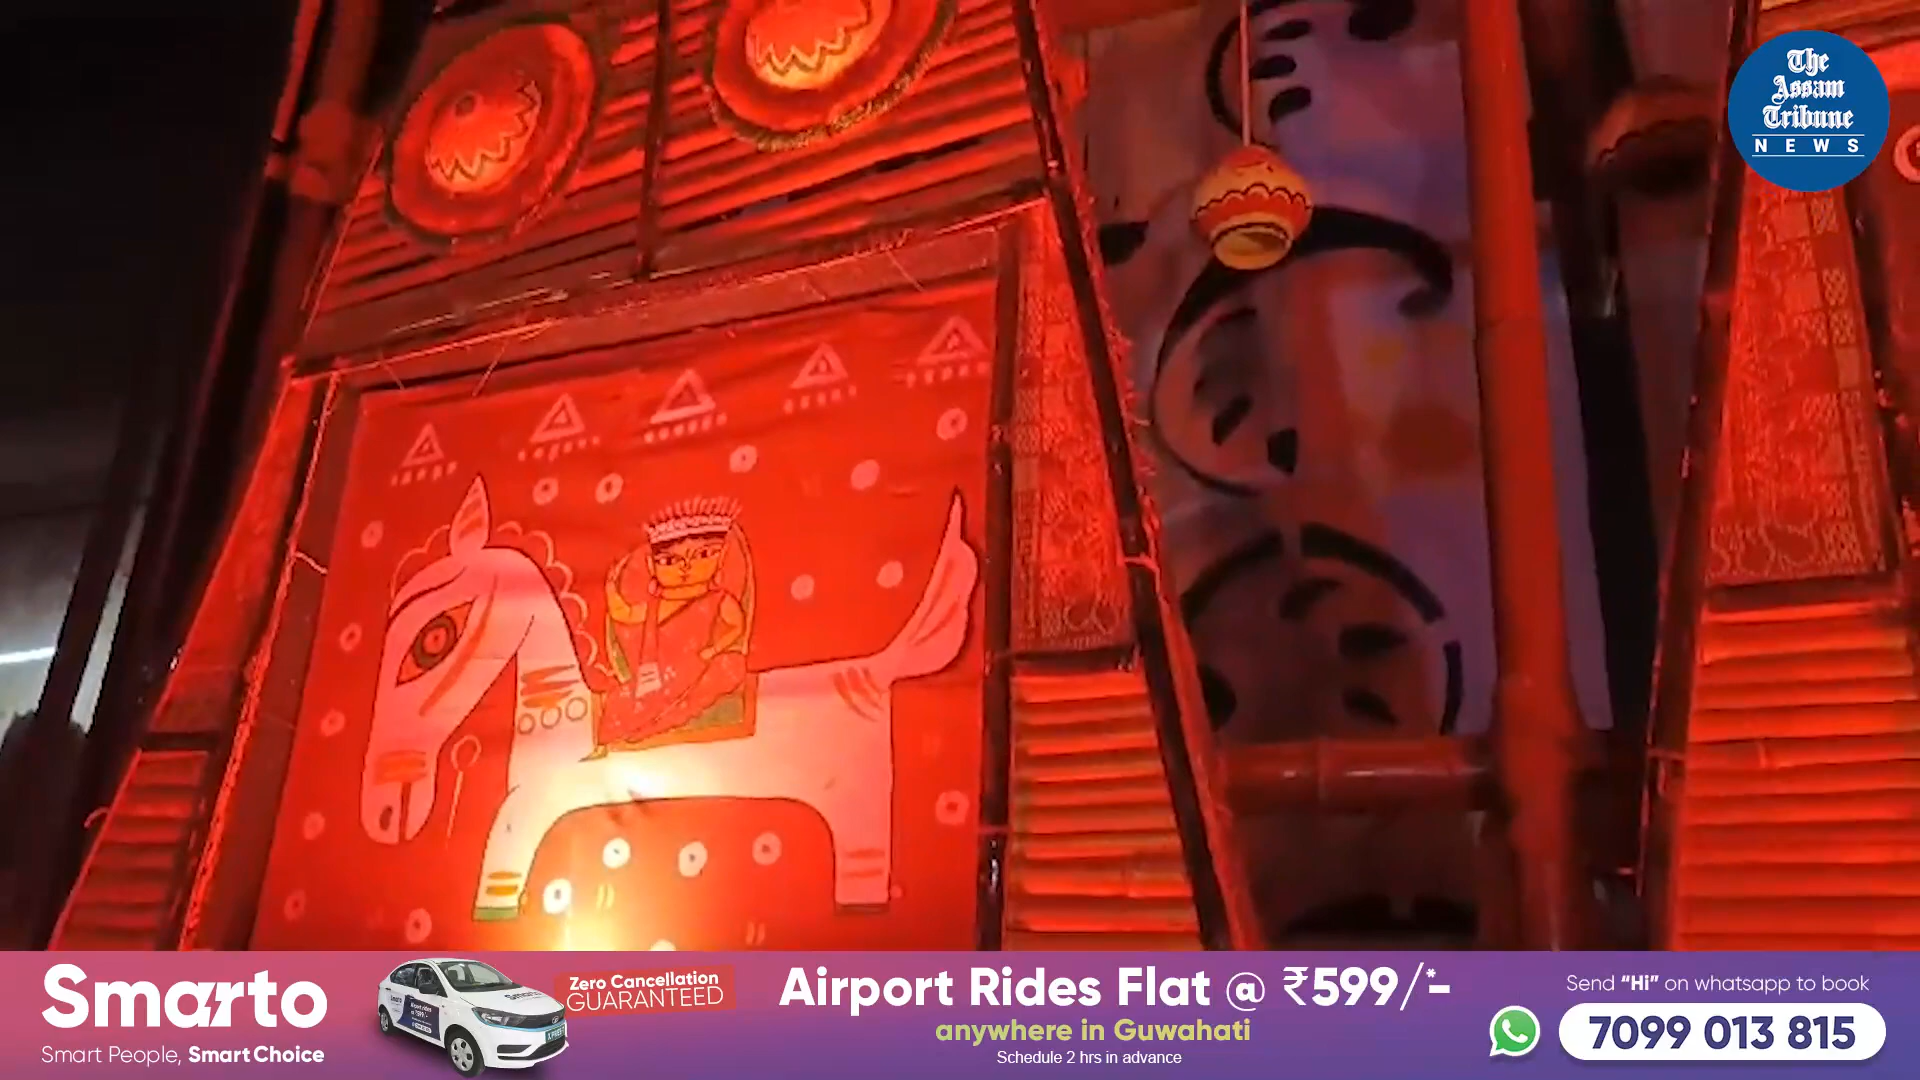 The
Assam
Tribune
NEWS
Smarto
Smart People, Smart Choice
Zero Cancellation
GUARANTEED
Airport Rides Flat @ ₹599/-*
anywhere in Guwahati
Schedule 2 hrs in advance
Send “Hi” on whatsapp to book
7099 013 815